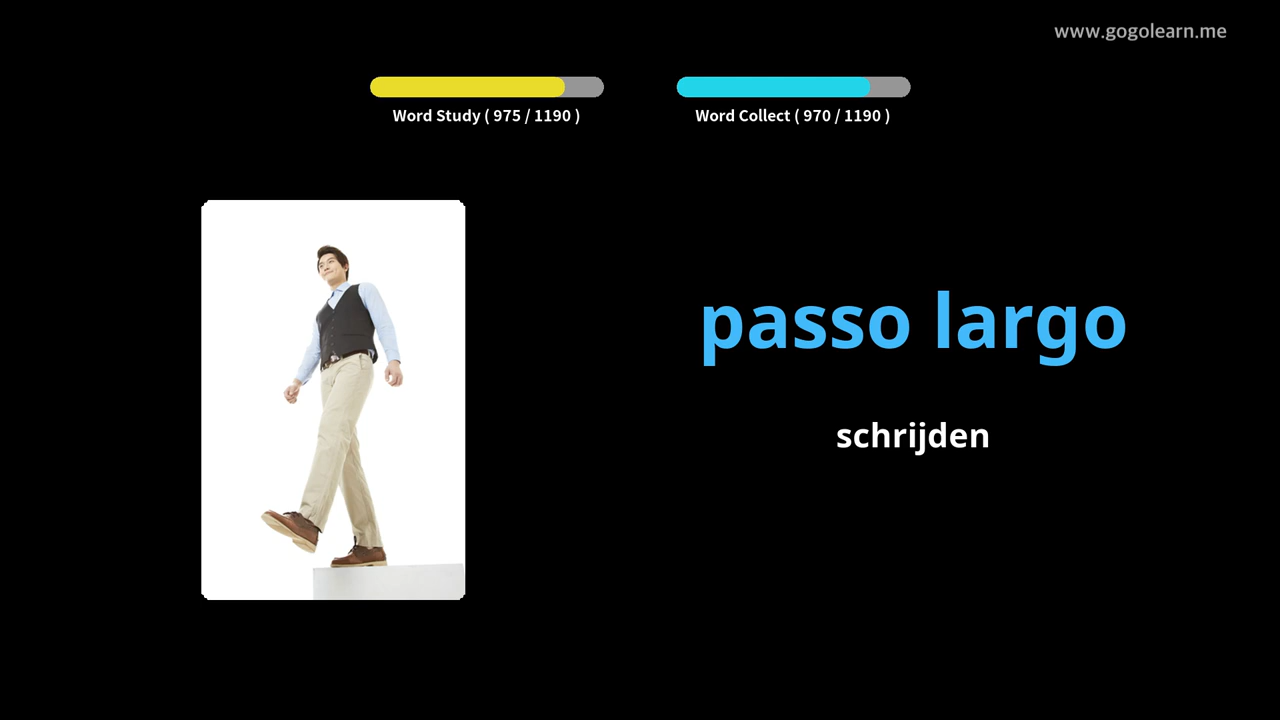 www.gogolearn.me
Word Study ( 975 / 1190 )
Word Collect ( 970 / 1190 )
passo largo
schrijden